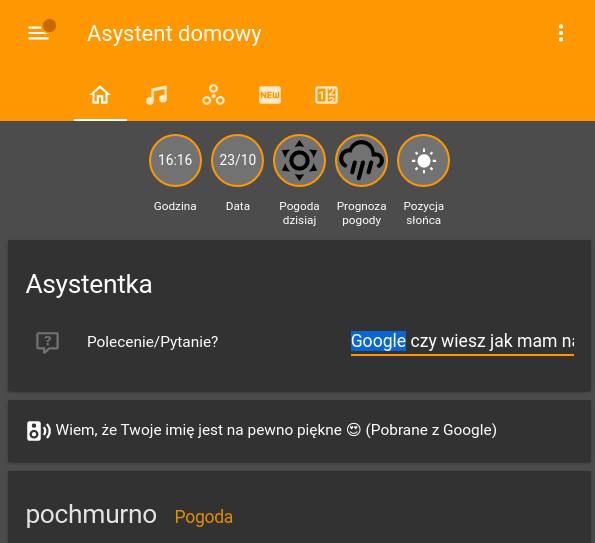 Asystent domowy
NEW
16:16
23/10
Godzina
Data
Pogoda
dzisiaj
Prognoza
pogody
Pozycja
słońca
Asystentka
Polecenie/Pytanie?
Google czy wiesz jak mam
Wiem, że Twoje imię jest na pewno piękne 😍 (Pobrane z Google)
pochmurno Pogoda